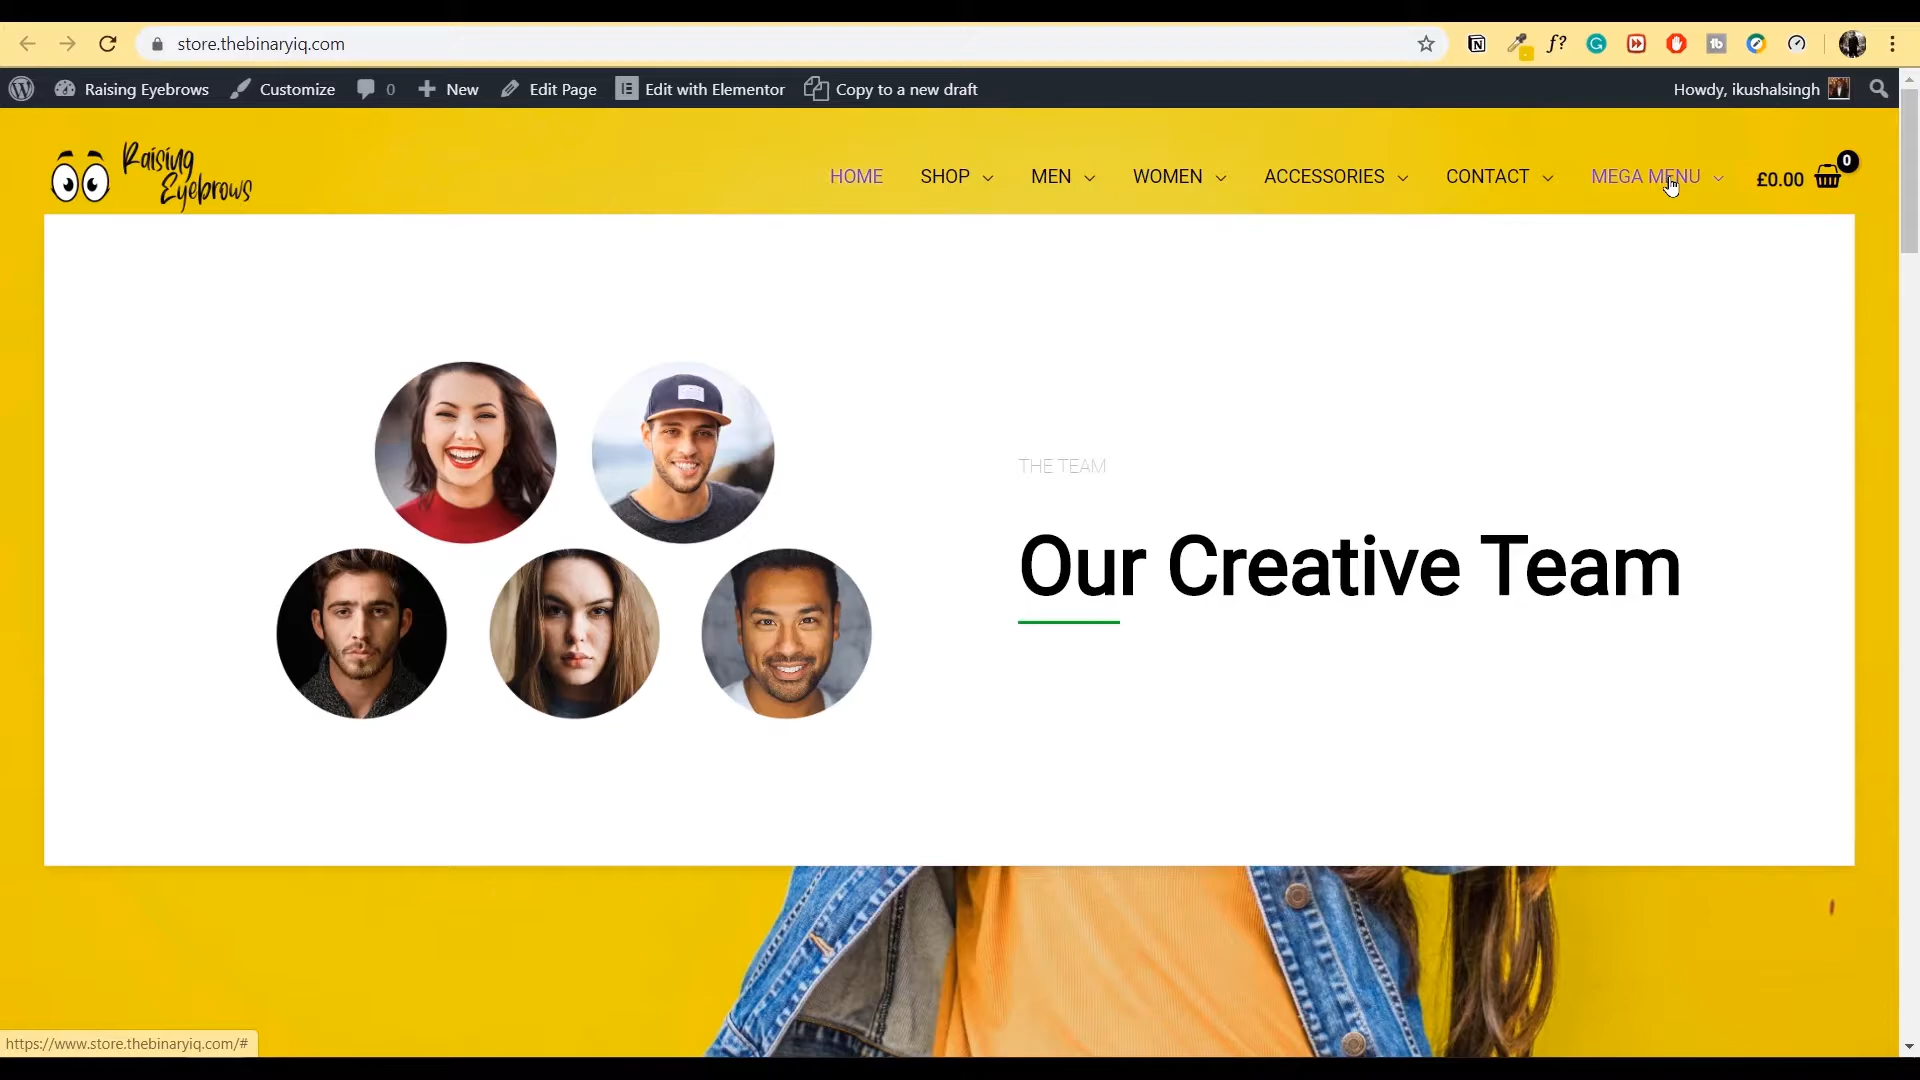 store.thebinaryiq.com
Raising Eyebrows Customize 0 New Edit Page Edit with Elementor Copy to a new draft Howdy, ikushalsingh
Raising
Eyebrows
HOME SHOP MEN WOMEN ACCESSORIES CONTACT MEGA MENU £0.00 0
THE TEAM
Our Creative Team
https://www.store.thebinaryiq.com/#